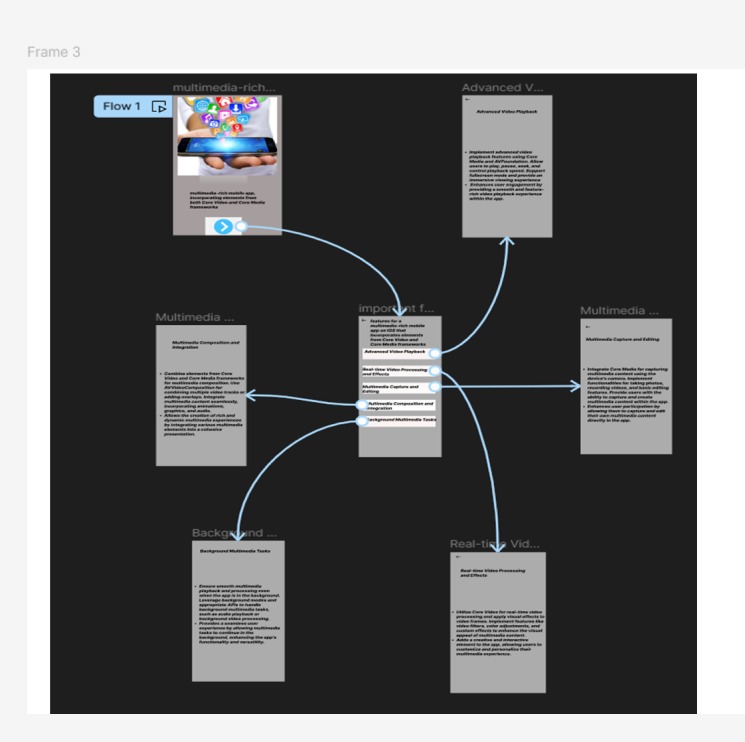 Frame 3
multimedia-rich...
Flow 1
multimedia-rich mobile app,
incorporating elements from
both Core Video and Core Media
frameworks
Advanced V...
←
Advanced Video Playback
• Implement advanced video
playback features using Core
Media and AVFoundation. Allow
users to play, pause, seek, and
control playback speed. Support
fullscreen mode and provide an
immersive viewing experience
• Enhances user engagement by
providing a smooth and feature-
rich video playback experience
within the app.
Multimedia ...
Multimedia Composition and
Integration
• Combine elements from Core
Video and Core Media frameworks
for multimedia composition. Use
AVVideoComposition for
combining multiple video tracks or
adding overlays. Integrate
multimedia content seamlessly,
incorporating animations,
graphics, and audio.
• Allows the creation of rich and
dynamic multimedia experiences
by integrating various multimedia
elements into a cohesive
presentation.
important f...
←
features for a
multimedia-rich mobile
app on iOS that
incorporates elements
from Core Video and
Core Media frameworks
Advanced Video Playback
Real-time Video Processing
and Effects
Multimedia Capture and
Editing
Multimedia Composition and
Integration
Background Multimedia Tasks
Multimedia ...
←
Multimedia Capture and Editing
• Integrate Core Media for capturing
multimedia content using the
device's camera. Implement
functionalities for taking photos,
recording videos, and basic editing
features. Provide users with the
ability to capture and create
multimedia content within the app.
• Enhances user participation by
allowing them to capture and edit
their own multimedia content
directly in the app.
Background ...
Background Multimedia Tasks
• Ensure smooth multimedia
playback and processing even
when the app is in the background.
Leverage background modes and
appropriate APIs to handle
background multimedia tasks,
such as audio playback or
background video processing.
• Provides a seamless user
experience by allowing multimedia
tasks to continue in the
background, enhancing the app's
functionality and versatility.
Real-time Vid...
←
Real-time Video Processing
and Effects
• Utilize Core Video for real-time video
processing and apply visual effects to
video frames. Implement features like
video filters, color adjustments, and
custom effects to enhance the visual
appeal of multimedia content.
• Adds a creative and interactive
element to the app, allowing users to
customize and personalize their
multimedia experience.